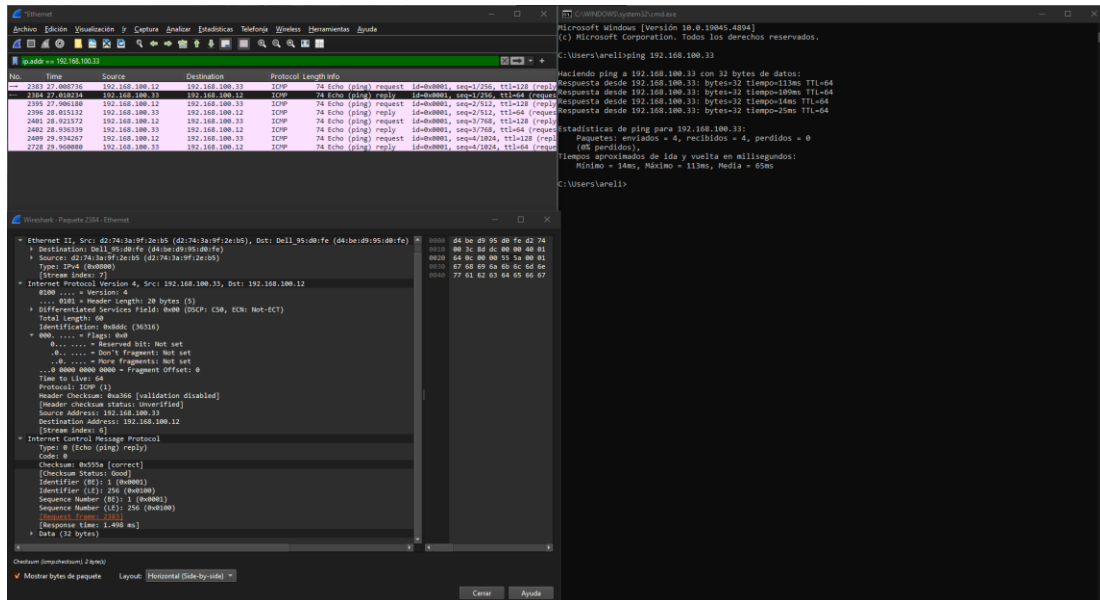 *Ethernet
Archivo Edición Visualización Ir Captura Analizar Estadísticas Telefonía Wireless Herramientas Ayuda
ip.addr == 192.168.100.33
No. Time Source Destination Protocol Length Info
2383 27.008736 192.168.100.12 192.168.100.33 ICMP 74 Echo (ping) request id=0x0001, seq=1/256, ttl=128 (reply
2384 27.010234 192.168.100.33 192.168.100.12 ICMP 74 Echo (ping) reply id=0x0001, seq=1/256, ttl=64 (reques
2395 27.906180 192.168.100.12 192.168.100.33 ICMP 74 Echo (ping) request id=0x0001, seq=2/512, ttl=128 (reply
2396 28.015132 192.168.100.33 192.168.100.12 ICMP 74 Echo (ping) reply id=0x0001, seq=2/512, ttl=64 (reques
2401 28.921572 192.168.100.12 192.168.100.33 ICMP 74 Echo (ping) request id=0x0001, seq=3/768, ttl=128 (reply
2402 28.936339 192.168.100.33 192.168.100.12 ICMP 74 Echo (ping) reply id=0x0001, seq=3/768, ttl=64 (reques
2409 29.934267 192.168.100.12 192.168.100.33 ICMP 74 Echo (ping) request id=0x0001, seq=4/1024, ttl=128 (repl
2728 29.960080 192.168.100.33 192.168.100.12 ICMP 74 Echo (ping) reply id=0x0001, seq=4/1024, ttl=64 (reque
Wireshark - Paquete 2384 - Ethernet
Ethernet II, Src: d2:74:3a:9f:2e:b5 (d2:74:3a:9f:2e:b5), Dst: Dell_95:d0:fe (d4:be:d9:95:d0:fe)
Destination: Dell_95:d0:fe (d4:be:d9:95:d0:fe)
Source: d2:74:3a:9f:2e:b5 (d2:74:3a:9f:2e:b5)
Type: IPv4 (0x0800)
[Stream index: 7]
Internet Protocol Version 4, Src: 192.168.100.33, Dst: 192.168.100.12
0100 .... = Version: 4
.... 0101 = Header Length: 20 bytes (5)
Differentiated Services Field: 0x00 (DSCP: CS0, ECN: Not-ECT)
Total Length: 60
Identification: 0x8ddc (36316)
000. .... = Flags: 0x0
0... .... = Reserved bit: Not set
.0.. .... = Don't fragment: Not set
..0. .... = More fragments: Not set
...0 0000 0000 0000 = Fragment Offset: 0
Time to Live: 64
Protocol: ICMP (1)
Header Checksum: 0xa366 [validation disabled]
[Header checksum status: Unverified]
Source Address: 192.168.100.33
Destination Address: 192.168.100.12
[Stream index: 6]
Internet Control Message Protocol
Type: 0 (Echo (ping) reply)
Code: 0
Checksum: 0x555a [correct]
[Checksum Status: Good]
Identifier (BE): 1 (0x0001)
Identifier (LE): 256 (0x0100)
Sequence Number (BE): 1 (0x0001)
Sequence Number (LE): 256 (0x0100)
[Request frame: 2383]
[Response time: 1.498 ms]
Data (32 bytes)
0000 d4 be d9 95 d0 fe d2 74
0010 00 3c 8d dc 00 00 40 01
0020 64 0c 00 00 55 5a 00 01
0030 67 68 69 6a 6b 6c 6d 6e
0040 77 61 62 63 64 65 66 67
Checksum (icmp.checksum), 2 byte(s)
Mostrar bytes de paquete Layout: Horizontal (Side-by-side)
Cerrar Ayuda
C:\WINDOWS\system32\cmd.exe
Microsoft Windows [Versión 10.0.19045.4894]
(c) Microsoft Corporation. Todos los derechos reservados.
C:\Users\areli>ping 192.168.100.33
Haciendo ping a 192.168.100.33 con 32 bytes de datos:
Respuesta desde 192.168.100.33: bytes=32 tiempo=113ms TTL=64
Respuesta desde 192.168.100.33: bytes=32 tiempo=109ms TTL=64
Respuesta desde 192.168.100.33: bytes=32 tiempo=14ms TTL=64
Respuesta desde 192.168.100.33: bytes=32 tiempo=25ms TTL=64
Estadísticas de ping para 192.168.100.33:
Paquetes: enviados = 4, recibidos = 4, perdidos = 0
(0% perdidos),
Tiempos aproximados de ida y vuelta en milisegundos:
Mínimo = 14ms, Máximo = 113ms, Media = 65ms
C:\Users\areli>